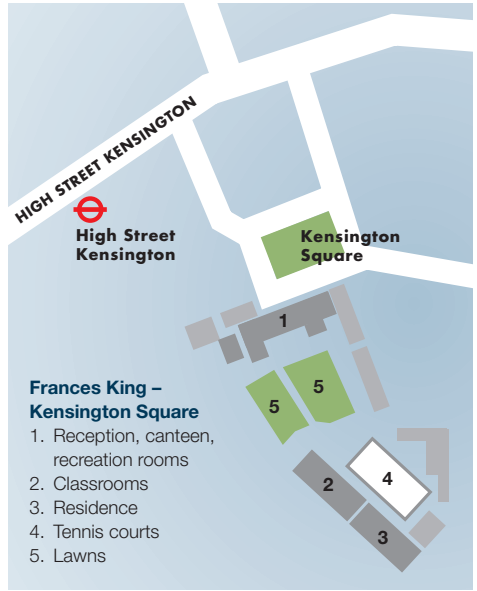 HIGH STREET KENSINGTON
High Street
Kensington
Kensington
Square
1
5
5
2
4
3
Frances King –
Kensington Square
1. Reception, canteen,
recreation rooms
2. Classrooms
3. Residence
4. Tennis courts
5. Lawns